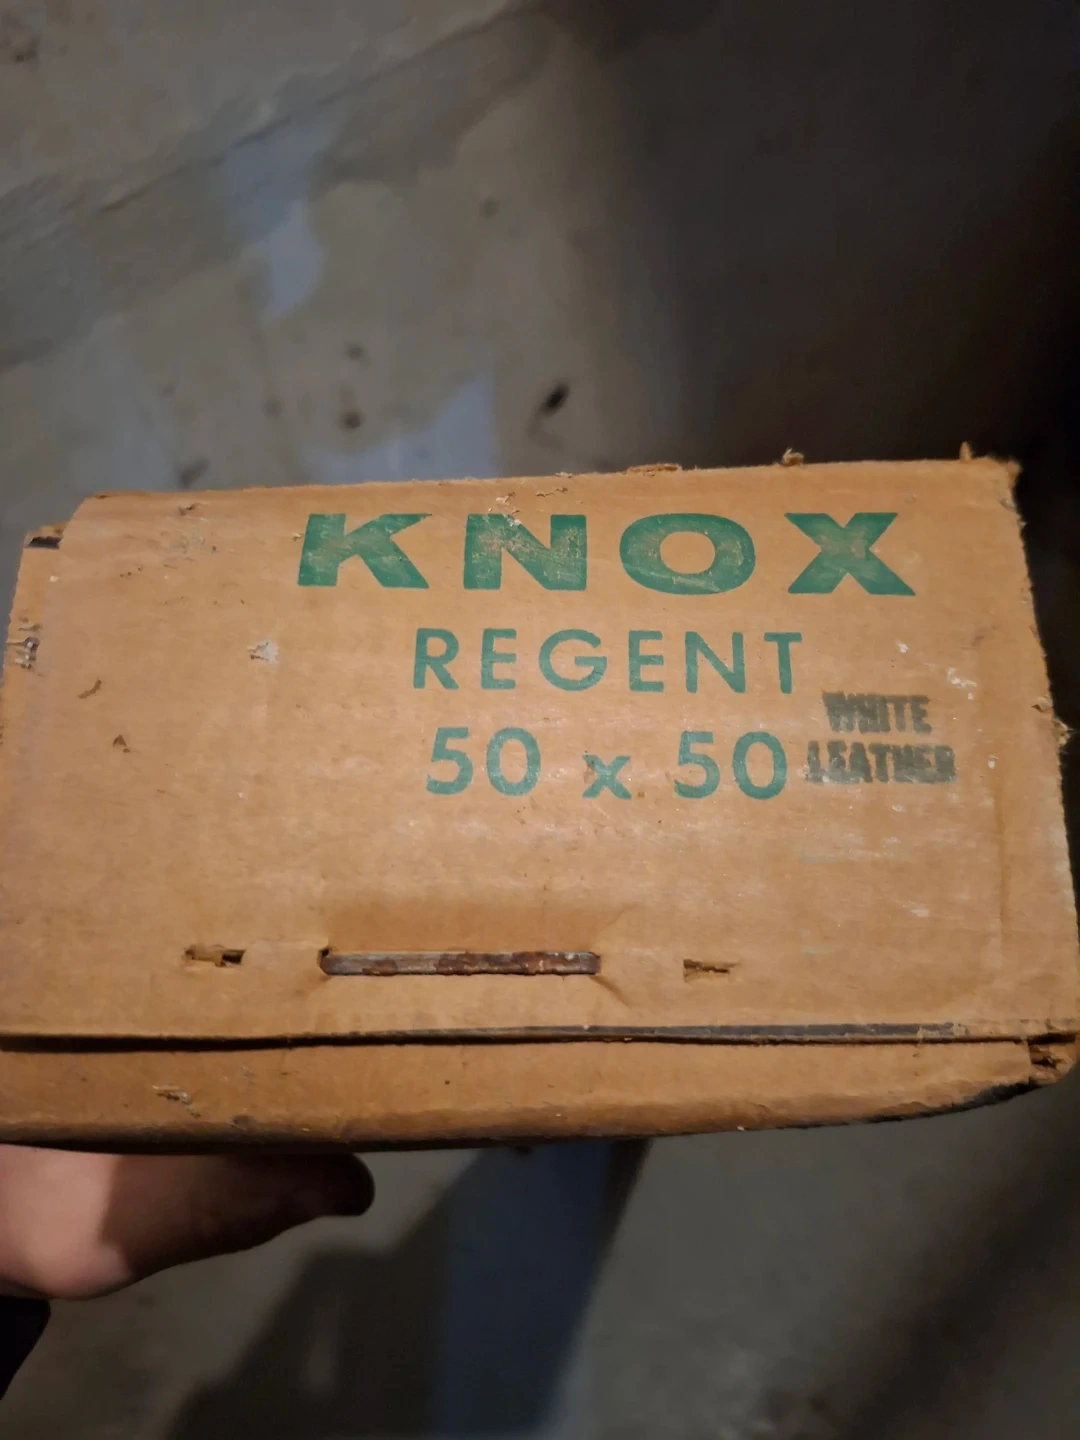 KNOX
REGENT
50 x 50
WHITE
LEATHER